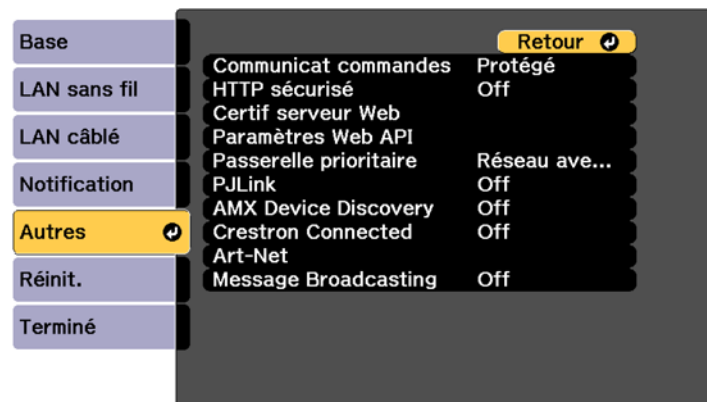 Base
LAN sans fil
LAN câblé
Notification
Autres
Réinit.
Terminé
Retour
Communicat commandes Protégé
HTTP sécurisé Off
Certif serveur Web
Paramètres Web API
Passerelle prioritaire Réseau ave...
PJLink Off
AMX Device Discovery Off
Crestron Connected Off
Art-Net
Message Broadcasting Off